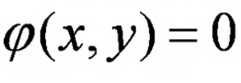 φ(x, y) = 0